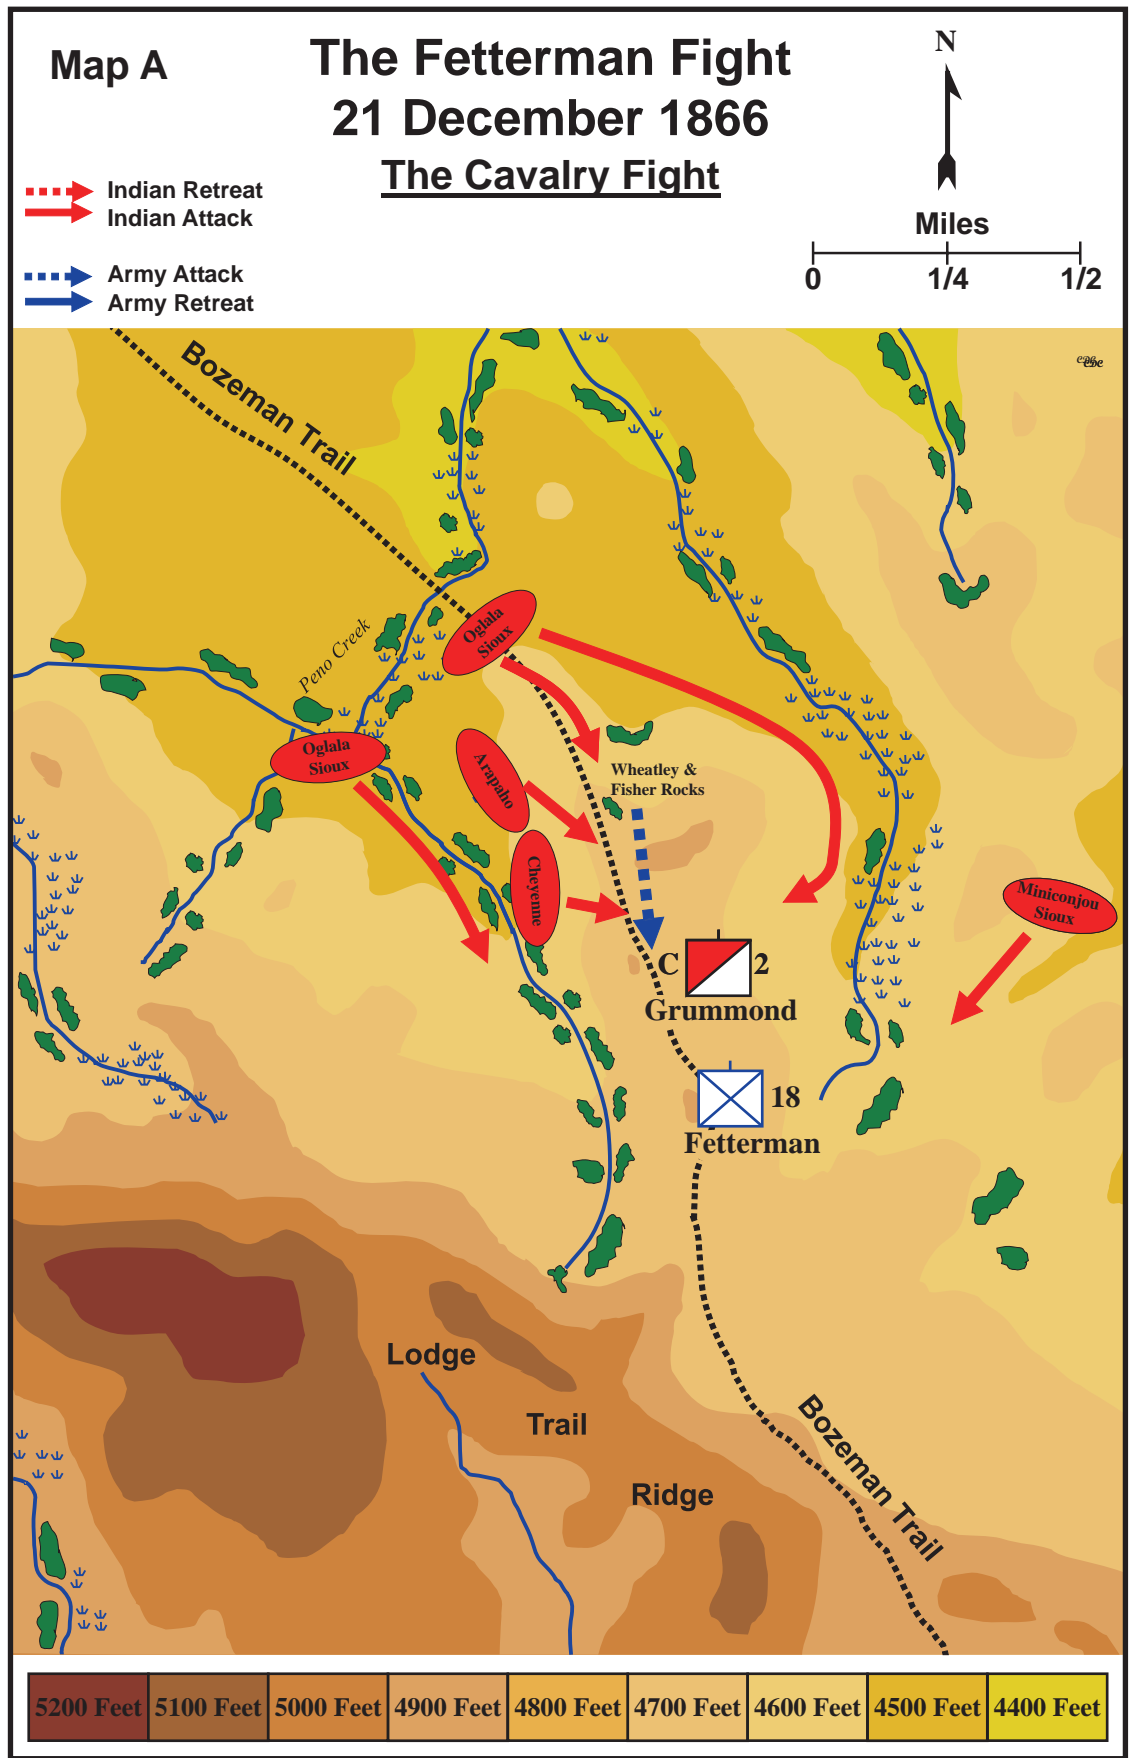 Map A
The Fetterman Fight
21 December 1866
The Cavalry Fight
N
Indian Retreat
Indian Attack
Army Attack
Army Retreat
Miles
0 1/4 1/2
Bozeman Trail
Peno Creek
Oglala
Sioux
Oglala
Sioux
Arapaho
Wheatley &
Fisher Rocks
Cheyenne
Miniconjou
Sioux
C 2
Grummond
18
Fetterman
Lodge
Trail
Ridge
Bozeman Trail
5200 Feet 5100 Feet 5000 Feet 4900 Feet 4800 Feet 4700 Feet 4600 Feet 4500 Feet 4400 Feet